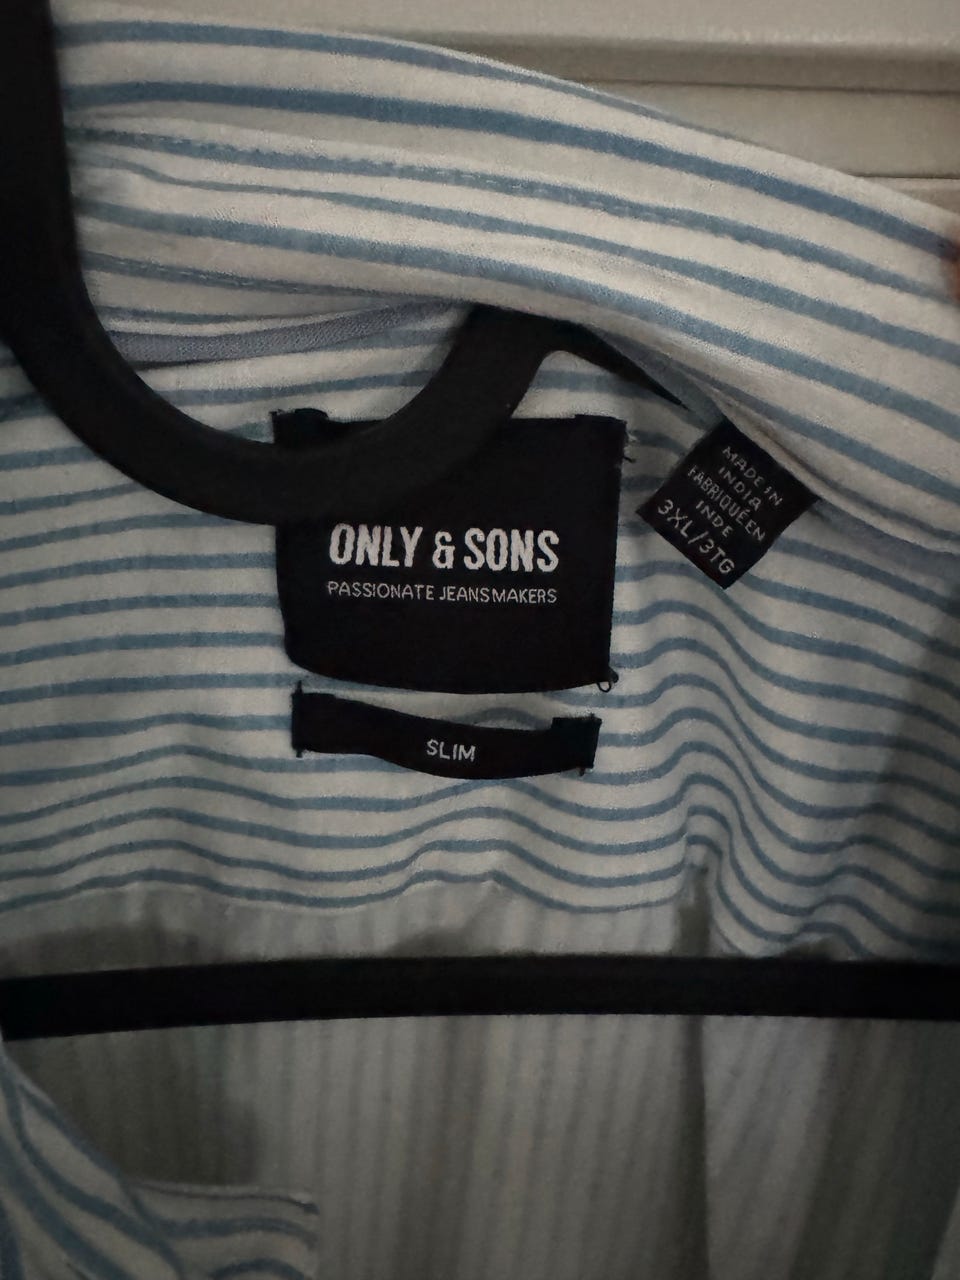 ONLY & SONS
PASSIONATE JEANSMAKERS
SLIM
MADE IN
INDIA
FABRIQUÉ EN
INDE
3XL/3TG